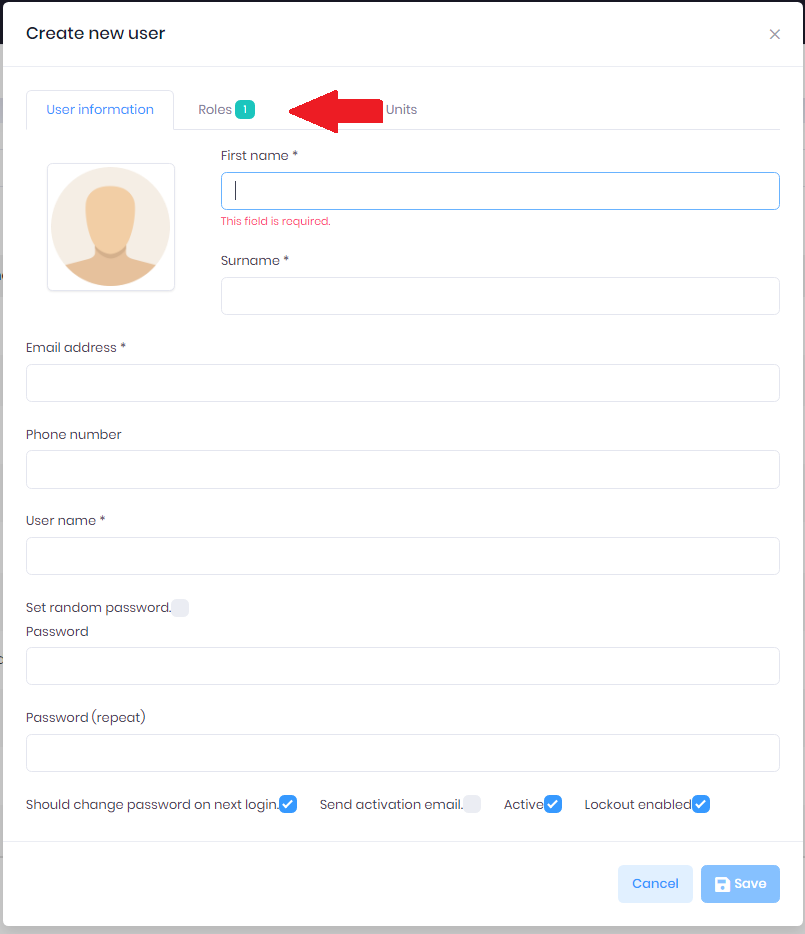 Create new user
User information Roles 1 Units
First name *
This field is required.
Surname *
Email address *
Phone number
User name *
Set random password.
Password
Password (repeat)
Should change password on next login. Send activation email. Active Lockout enabled
Cancel Save